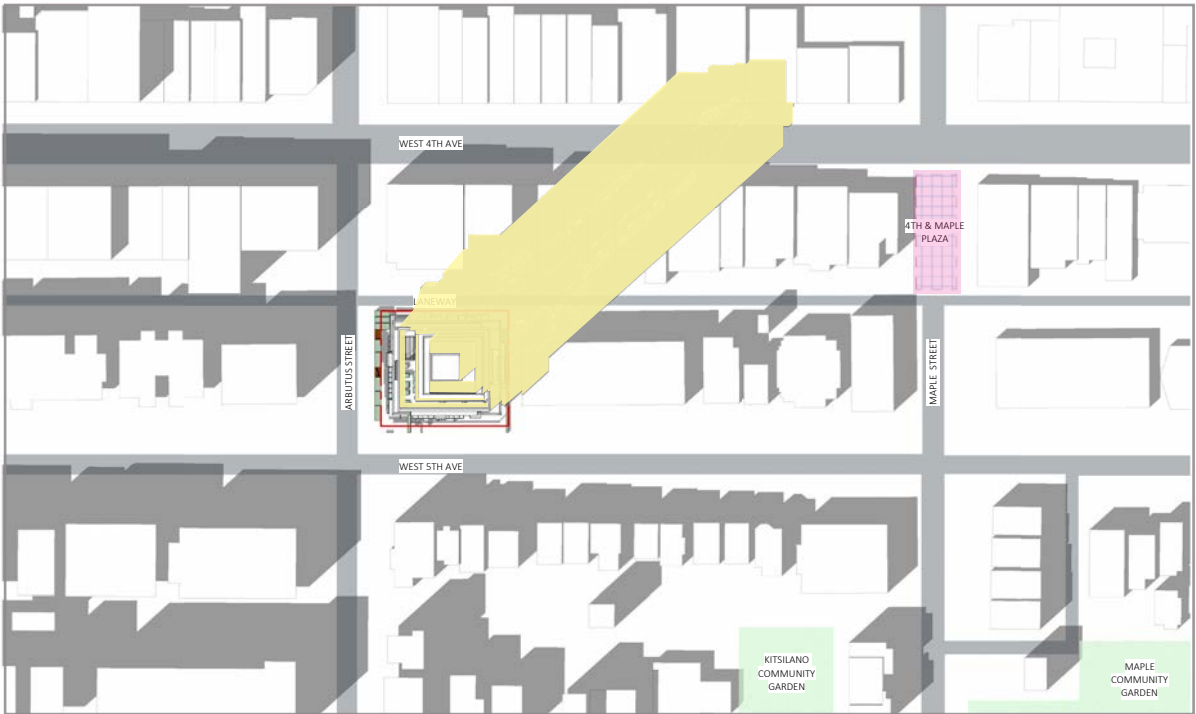 WEST 4TH AVE
4TH & MAPLE
PLAZA
LANEWAY
ARBUTUS STREET
MAPLE STREET
WEST 5TH AVE
KITSILANO
COMMUNITY
GARDEN
MAPLE
COMMUNITY
GARDEN